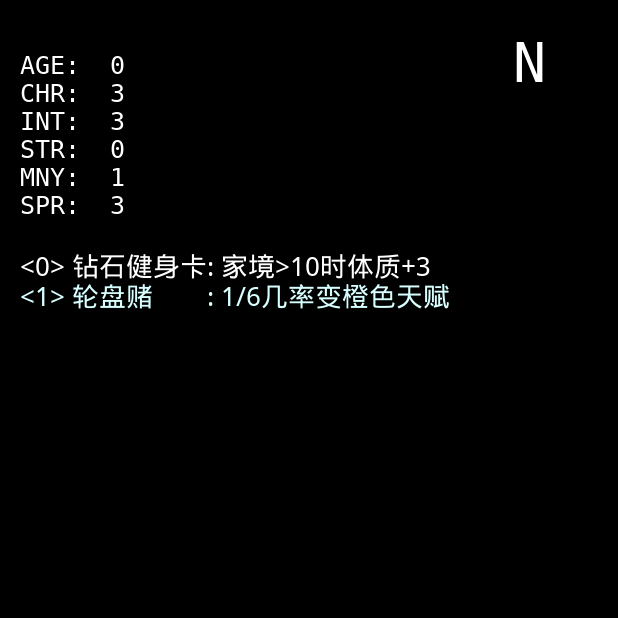 N
AGE: 0
CHR: 3
INT: 3
STR: 0
MNY: 1
SPR: 3
<0> 钻石健身卡: 家境>10时体质+3
<1> 轮盘赌　　: 1/6几率变橙色天赋